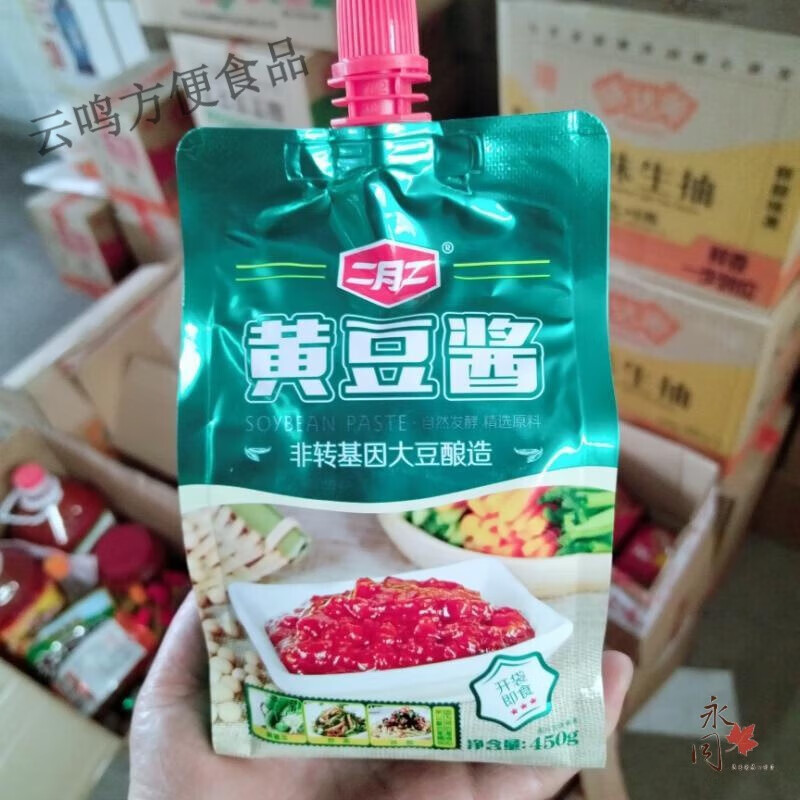 云鸣方便食品
二月二®
黄豆酱
SOYBEAN PASTE·自然发酵 精选原料
非转基因大豆酿造
开袋
即食
净含量:450g
味生抽
生抽
永同